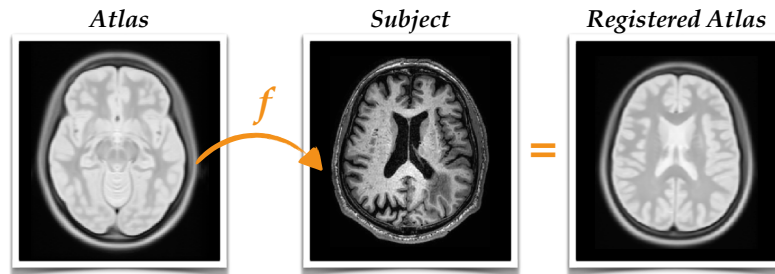 Atlas
Subject
Registered Atlas
f
=